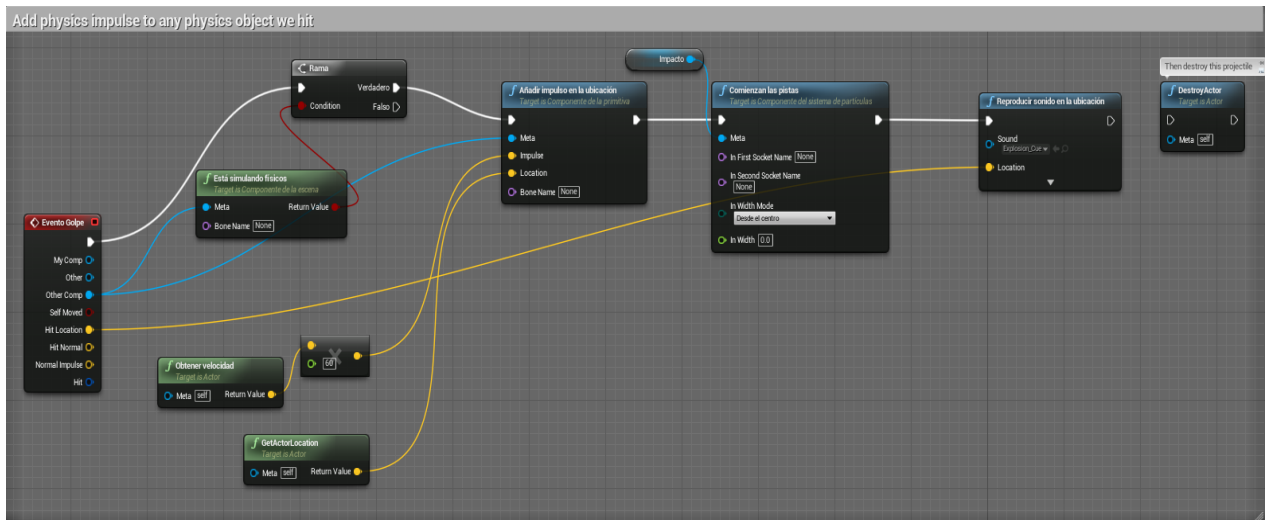 Add physics impulse to any physics object we hit
Rama
Verdadero
Condition
Falso
Impacto
Añadir impulso en la ubicación
Target is Componente de la primitiva
Meta
Impulse
Location
Bone Name None
Comienzan las pistas
Target is Componente del sistema de partículas
Meta
In First Socket Name None
In Second Socket Name
None
In Width Mode
Desde el centro
In Width 0.0
Reproducir sonido en la ubicación
Sound
Explosion_Cue
Location
Then destroy this projectile
DestroyActor
Target is Actor
Meta self
Está simulando físicos
Target is Componente de la escena
Meta
Return Value
Bone Name None
Evento Golpe
My Comp
Other
Other Comp
Self Moved
Hit Location
Hit Normal
Normal Impulse
Hit
60
Obtener velocidad
Target is Actor
Meta self
Return Value
GetActorLocation
Target is Actor
Meta self
Return Value